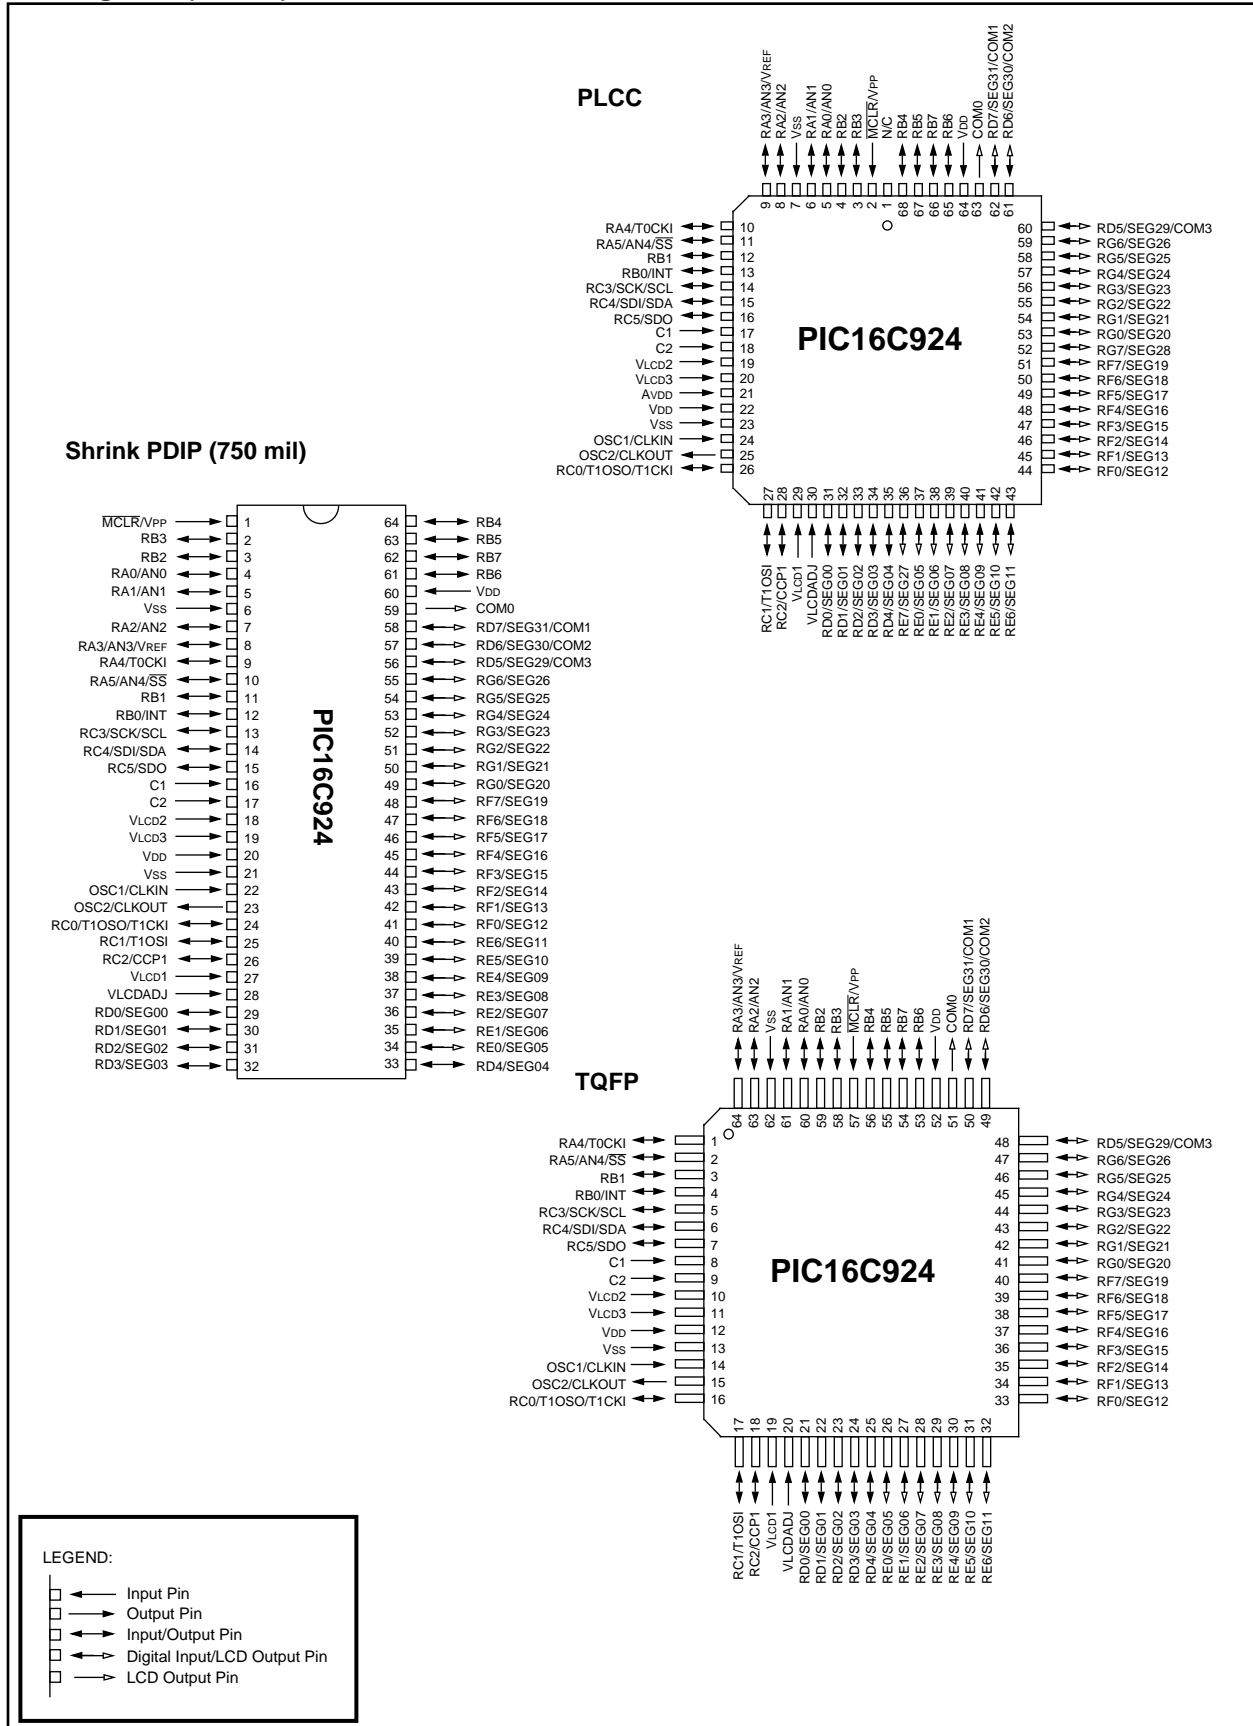 PLCC
RA3/AN3/VREF
RA2/AN2
VSS
RA1/AN1
RA0/AN0
RB2
RB3
MCLR/VPP
N/C
RB4
RB5
RB7
RB6
VDD
COM0
RD7/SEG31/COM1
RD6/SEG30/COM2
9 8 7 6 5 4 3 2 1 68 67 66 65 64 63 62 61
RA4/T0CKI 10
RA5/AN4/SS 11
RB1 12
RB0/INT 13
RC3/SCK/SCL 14
RC4/SDI/SDA 15
RC5/SDO 16
C1 17
C2 18
VLCD2 19
VLCD3 20
AVDD 21
VDD 22
VSS 23
OSC1/CLKIN 24
OSC2/CLKOUT 25
RC0/T1OSO/T1CKI 26
PIC16C924
60 RD5/SEG29/COM3
59 RG6/SEG26
58 RG5/SEG25
57 RG4/SEG24
56 RG3/SEG23
55 RG2/SEG22
54 RG1/SEG21
53 RG0/SEG20
52 RG7/SEG28
51 RF7/SEG19
50 RF6/SEG18
49 RF5/SEG17
48 RF4/SEG16
47 RF3/SEG15
46 RF2/SEG14
45 RF1/SEG13
44 RF0/SEG12
27 28 29 30 31 32 33 34 35 36 37 38 39 40 41 42 43
RC1/T1OSI
RC2/CCP1
VLCD1
VLCDADJ
RD0/SEG00
RD1/SEG01
RD2/SEG02
RD3/SEG03
RD4/SEG04
RE7/SEG27
RE0/SEG05
RE1/SEG06
RE2/SEG07
RE3/SEG08
RE4/SEG09
RE5/SEG10
RE6/SEG11
Shrink PDIP (750 mil)
MCLR/VPP 1 64 RB4
RB3 2 63 RB5
RB2 3 62 RB7
RA0/AN0 4 61 RB6
RA1/AN1 5 60 VDD
VSS 6 59 COM0
RA2/AN2 7 58 RD7/SEG31/COM1
RA3/AN3/VREF 8 57 RD6/SEG30/COM2
RA4/T0CKI 9 56 RD5/SEG29/COM3
RA5/AN4/SS 10 55 RG6/SEG26
RB1 11 54 RG5/SEG25
RB0/INT 12 53 RG4/SEG24
RC3/SCK/SCL 13 52 RG3/SEG23
RC4/SDI/SDA 14 51 RG2/SEG22
RC5/SDO 15 50 RG1/SEG21
C1 16 49 RG0/SEG20
C2 17 48 RF7/SEG19
VLCD2 18 47 RF6/SEG18
VLCD3 19 46 RF5/SEG17
VDD 20 45 RF4/SEG16
VSS 21 44 RF3/SEG15
OSC1/CLKIN 22 43 RF2/SEG14
OSC2/CLKOUT 23 42 RF1/SEG13
RC0/T1OSO/T1CKI 24 41 RF0/SEG12
RC1/T1OSI 25 40 RE6/SEG11
RC2/CCP1 26 39 RE5/SEG10
VLCD1 27 38 RE4/SEG09
VLCDADJ 28 37 RE3/SEG08
RD0/SEG00 29 36 RE2/SEG07
RD1/SEG01 30 35 RE1/SEG06
RD2/SEG02 31 34 RE0/SEG05
RD3/SEG03 32 33 RD4/SEG04
PIC16C924
TQFP
RA3/AN3/VREF
RA2/AN2
VSS
RA1/AN1
RA0/AN0
RB2
RB3
MCLR/VPP
RB4
RB5
RB7
RB6
VDD
COM0
RD7/SEG31/COM1
RD6/SEG30/COM2
64 63 62 61 60 59 58 57 56 55 54 53 52 51 50 49
RA4/T0CKI 1
RA5/AN4/SS 2
RB1 3
RB0/INT 4
RC3/SCK/SCL 5
RC4/SDI/SDA 6
RC5/SDO 7
C1 8
C2 9
VLCD2 10
VLCD3 11
VDD 12
VSS 13
OSC1/CLKIN 14
OSC2/CLKOUT 15
RC0/T1OSO/T1CKI 16
PIC16C924
48 RD5/SEG29/COM3
47 RG6/SEG26
46 RG5/SEG25
45 RG4/SEG24
44 RG3/SEG23
43 RG2/SEG22
42 RG1/SEG21
41 RG0/SEG20
40 RF7/SEG19
39 RF6/SEG18
38 RF5/SEG17
37 RF4/SEG16
36 RF3/SEG15
35 RF2/SEG14
34 RF1/SEG13
33 RF0/SEG12
17 18 19 20 21 22 23 24 25 26 27 28 29 30 31 32
RC1/T1OSI
RC2/CCP1
VLCD1
VLCDADJ
RD0/SEG00
RD1/SEG01
RD2/SEG02
RD3/SEG03
RD4/SEG04
RE0/SEG05
RE1/SEG06
RE2/SEG07
RE3/SEG08
RE4/SEG09
RE5/SEG10
RE6/SEG11
LEGEND:
Input Pin
Output Pin
Input/Output Pin
Digital Input/LCD Output Pin
LCD Output Pin